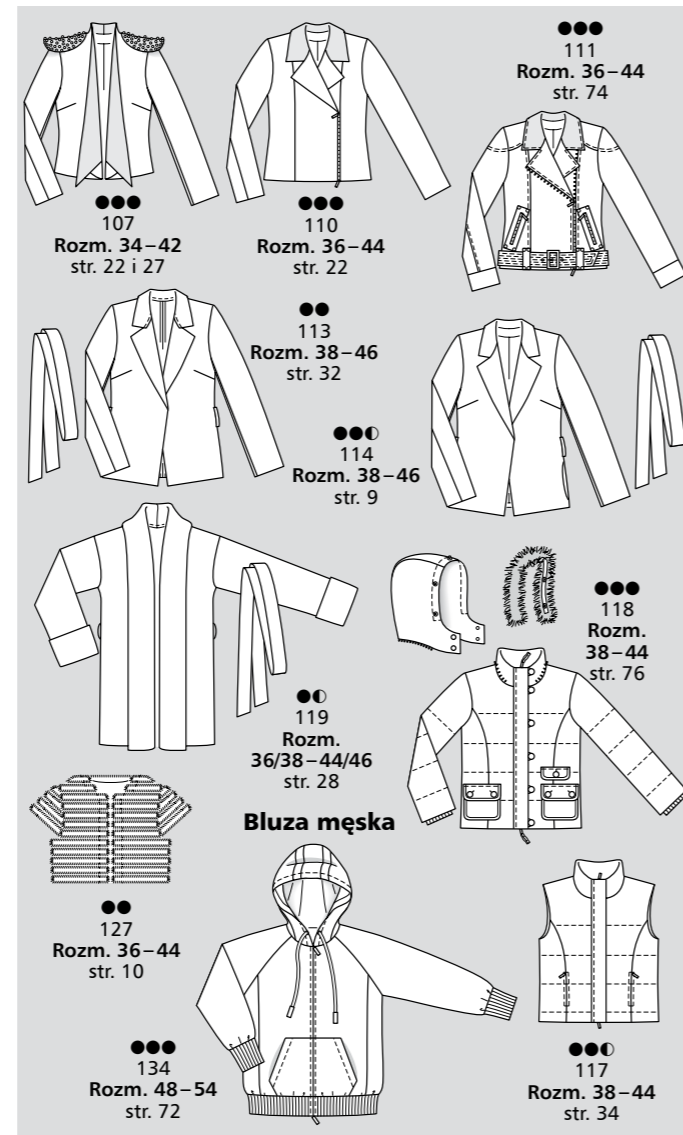 ●●●
107
Rozm. 34–42
str. 22 i 27
●●●
110
Rozm. 36–44
str. 22
●●●
111
Rozm. 36–44
str. 74
●●
113
Rozm. 38–46
str. 32
●●◐
114
Rozm. 38–46
str. 9
●◐
119
Rozm.
36/38–44/46
str. 28
●●●
118
Rozm.
38–44
str. 76
●●
127
Rozm. 36–44
str. 10
Bluza męska
●●●
134
Rozm. 48–54
str. 72
●●◐
117
Rozm. 38–44
str. 34